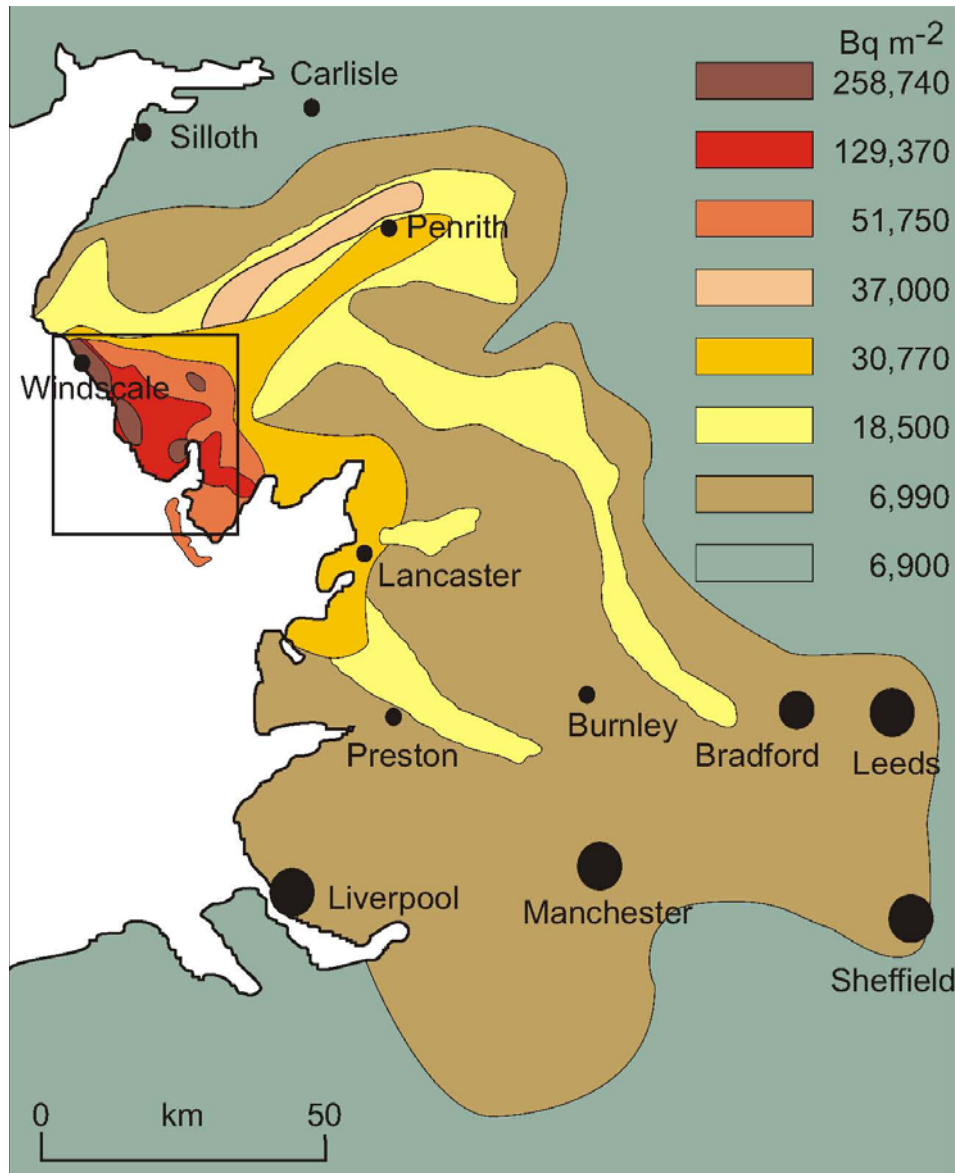 Bq m-2
258,740
129,370
51,750
37,000
30,770
18,500
6,990
6,900
Carlisle
Silloth
Penrith
Windscale
Lancaster
Preston
Burnley
Bradford
Leeds
Liverpool
Manchester
Sheffield
0 km 50